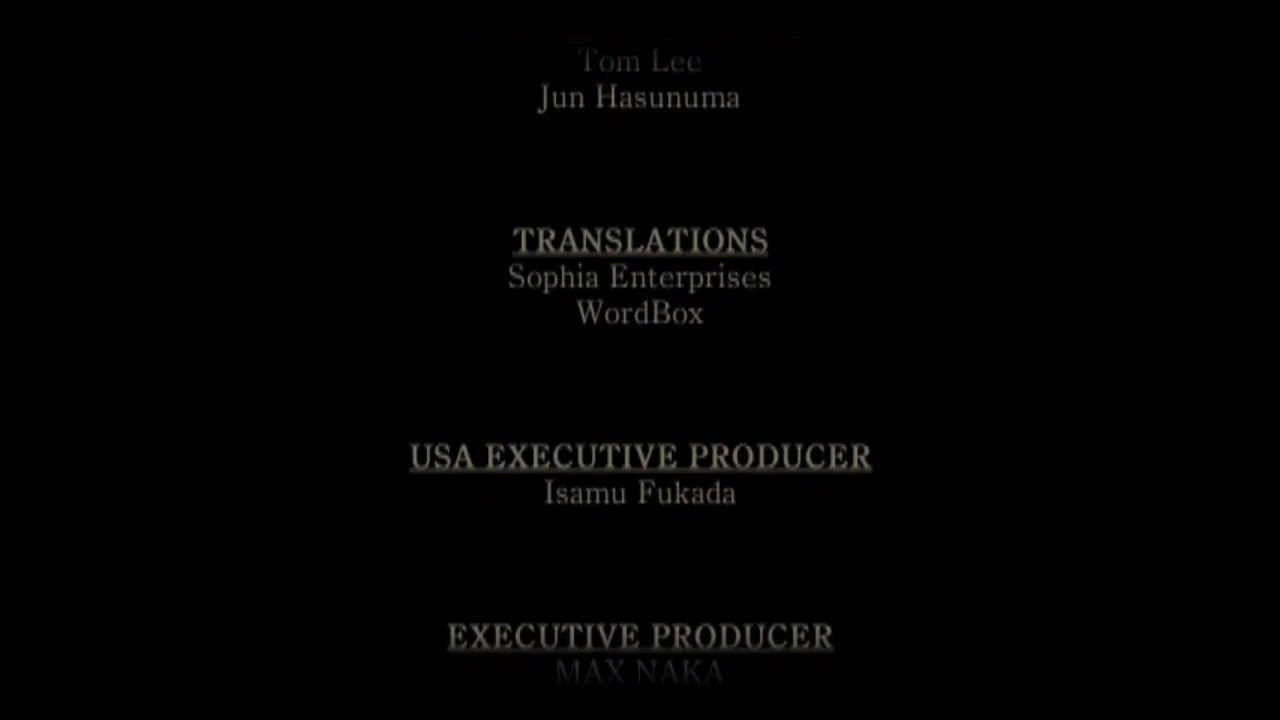 Tom Lee
Jun Hasunuma
TRANSLATIONS
Sophia Enterprises
WordBox
USA EXECUTIVE PRODUCER
Isamu Fukada
EXECUTIVE PRODUCER
MAX NAKA